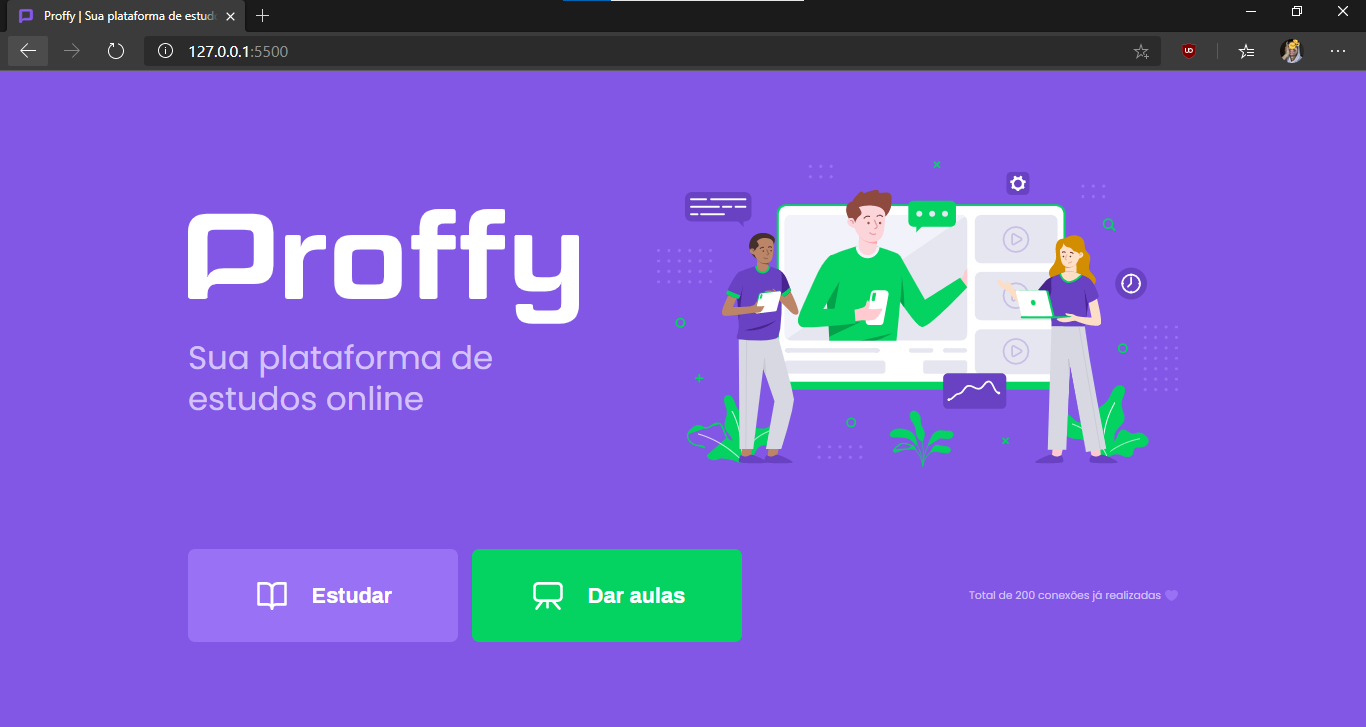 Proffy | Sua plataforma de estud
127.0.0.1:5500
Proffy
Sua plataforma de
estudos online
Estudar
Dar aulas
Total de 200 conexões já realizadas